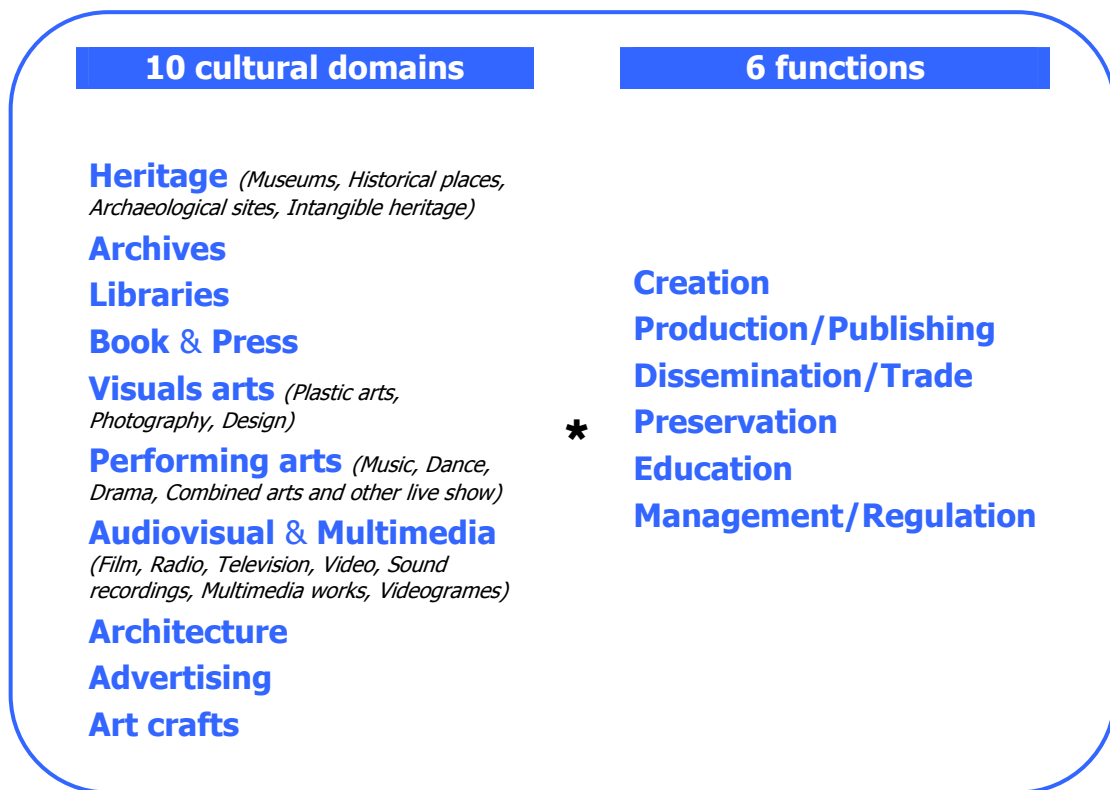 10 cultural domains
Heritage (Museums, Historical places,
Archaeological sites, Intangible heritage)
Archives
Libraries
Book & Press
Visuals arts (Plastic arts,
Photography, Design)
Performing arts (Music, Dance,
Drama, Combined arts and other live show)
Audiovisual & Multimedia
(Film, Radio, Television, Video, Sound
recordings, Multimedia works, Videogrames)
Architecture
Advertising
Art crafts
*
6 functions
Creation
Production/Publishing
Dissemination/Trade
Preservation
Education
Management/Regulation